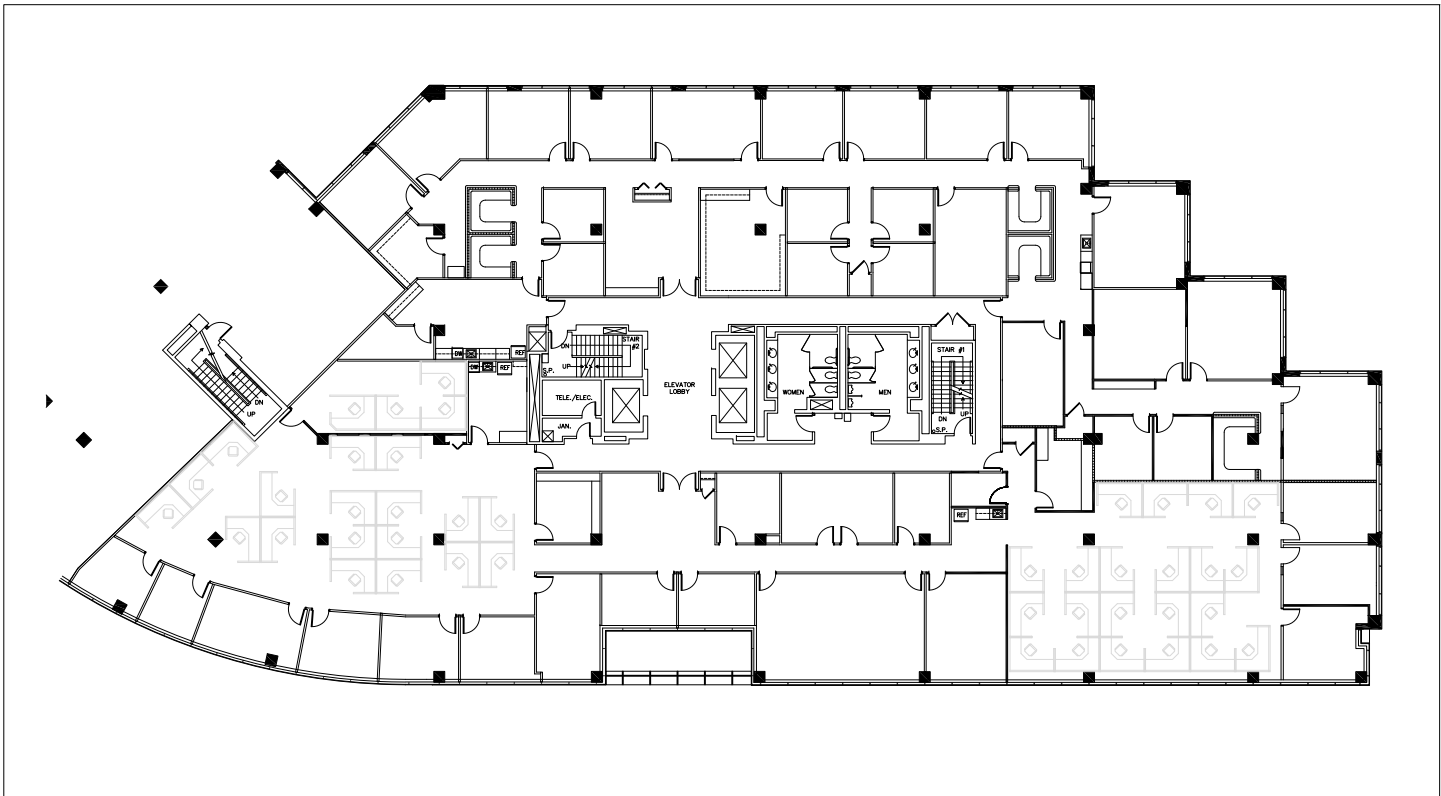 DN
STAIR
#2
UP
S.P.
DW
REF
DW
REF
TELE./ELEC.
JAN.
ELEVATOR
LOBBY
WOMEN
MEN
STAIR #1
UP
DN
S.P.
DN
UP
REF